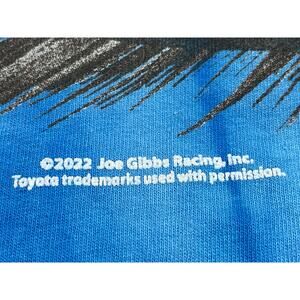 ©2022 Joe Gibbs Racing, Inc.
Toyota trademarks used with permission.